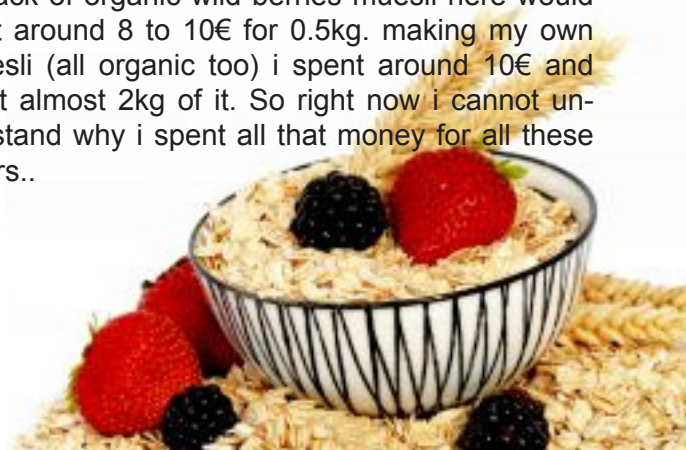 ack of organic wild berries muesli here would
t around 8 to 10€ for 0.5kg. making my own
esli (all organic too) i spent around 10€ and
t almost 2kg of it. So right now i cannot un-
stand why i spent all that money for all these
rs..